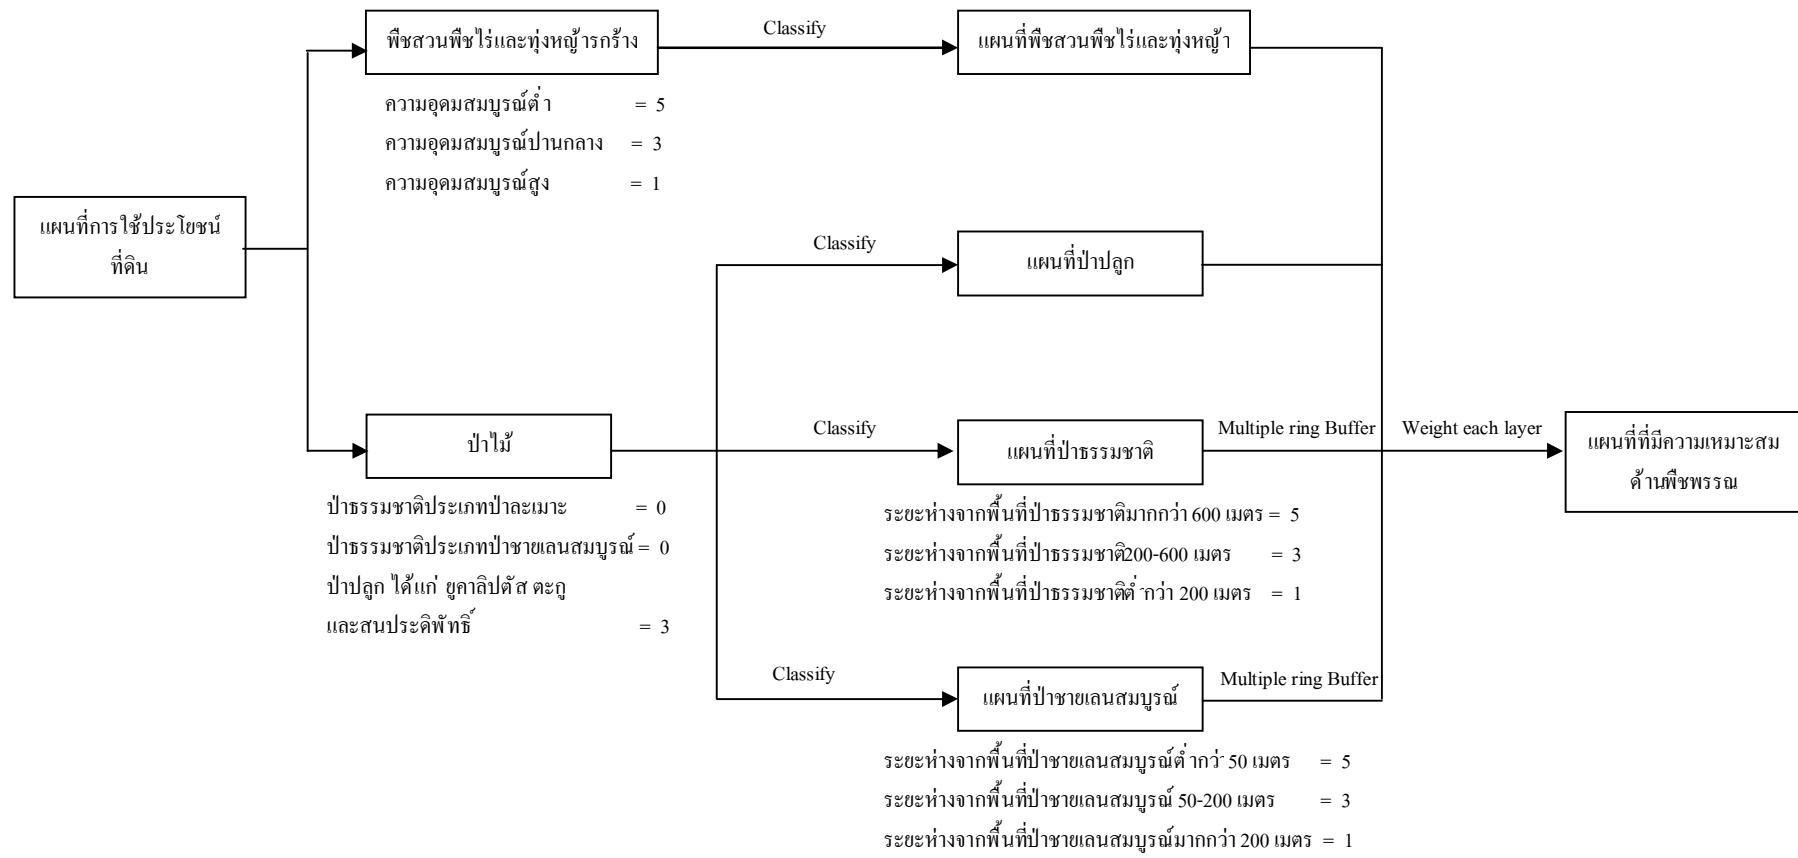 พืชสวนพืชไร่และทุ่งหญ้ารกร้าง
Classify
แผนที่พืชสวนพืชไร่และทุ่งหญ้า
ความอุดมสมบูรณ์ต่ำ = 5
ความอุดมสมบูรณ์ปานกลาง = 3
ความอุดมสมบูรณ์สูง = 1
แผนที่การใช้ประโยชน์
ที่ดิน
Classify
แผนที่ป่าปลูก
ป่าไม้
Classify
แผนที่ป่าธรรมชาติ
Multiple ring Buffer
Weight each layer
แผนที่ที่มีความเหมาะสม
ด้านพืชพรรณ
ป่าธรรมชาติประเภทป่าละเมาะ = 0
ป่าธรรมชาติประเภทป่าชายเลนสมบูรณ์ = 0
ป่าปลูก ได้แก่ ยูคาลิปตัส ตะกู
และสนประดิพัทธิ์ = 3
ระยะห่างจากพื้นที่ป่าธรรมชาติมากกว่า 600 เมตร = 5
ระยะห่างจากพื้นที่ป่าธรรมชาติ200-600 เมตร = 3
ระยะห่างจากพื้นที่ป่าธรรมชาติต่ำกว่า 200 เมตร = 1
Classify
แผนที่ป่าชายเลนสมบูรณ์
Multiple ring Buffer
ระยะห่างจากพื้นที่ป่าชายเลนสมบูรณ์ต่ำกว่า 50 เมตร = 5
ระยะห่างจากพื้นที่ป่าชายเลนสมบูรณ์ 50-200 เมตร = 3
ระยะห่างจากพื้นที่ป่าชายเลนสมบูรณ์มากกว่า 200 เมตร = 1